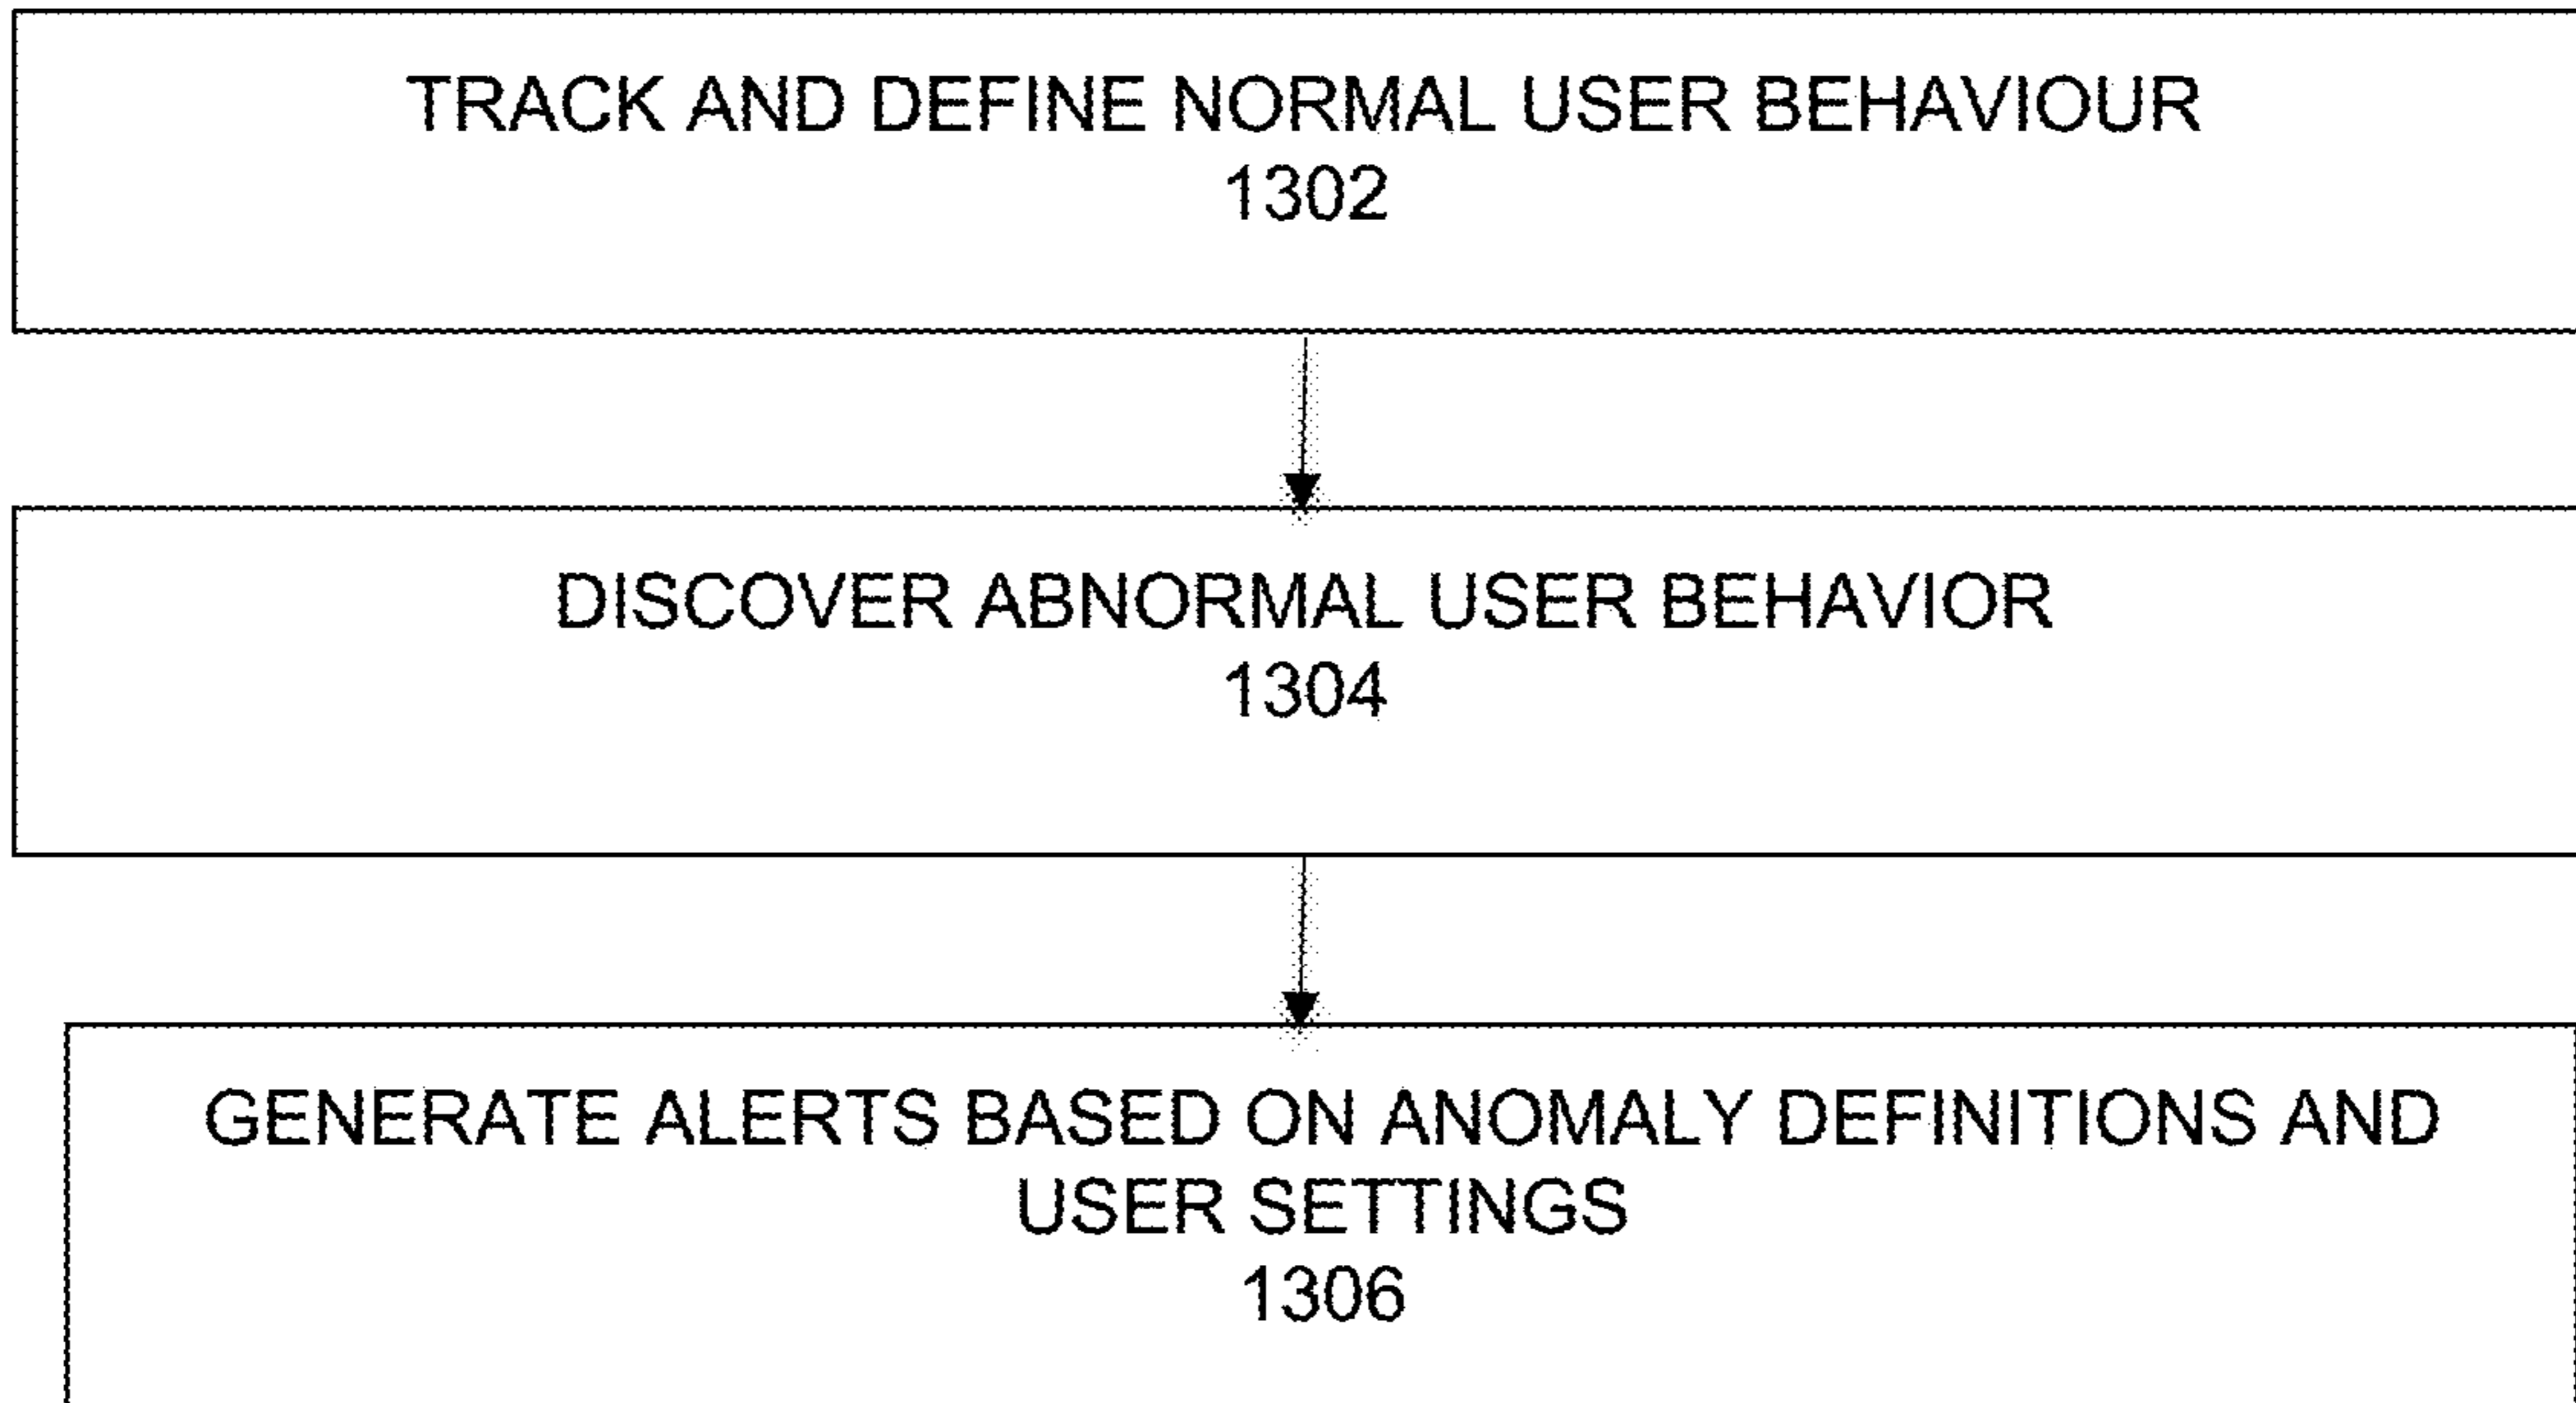 TRACK AND DEFINE NORMAL USER BEHAVIOUR
1302
DISCOVER ABNORMAL USER BEHAVIOR
1304
GENERATE ALERTS BASED ON ANOMALY DEFINITIONS AND
USER SETTINGS
1306